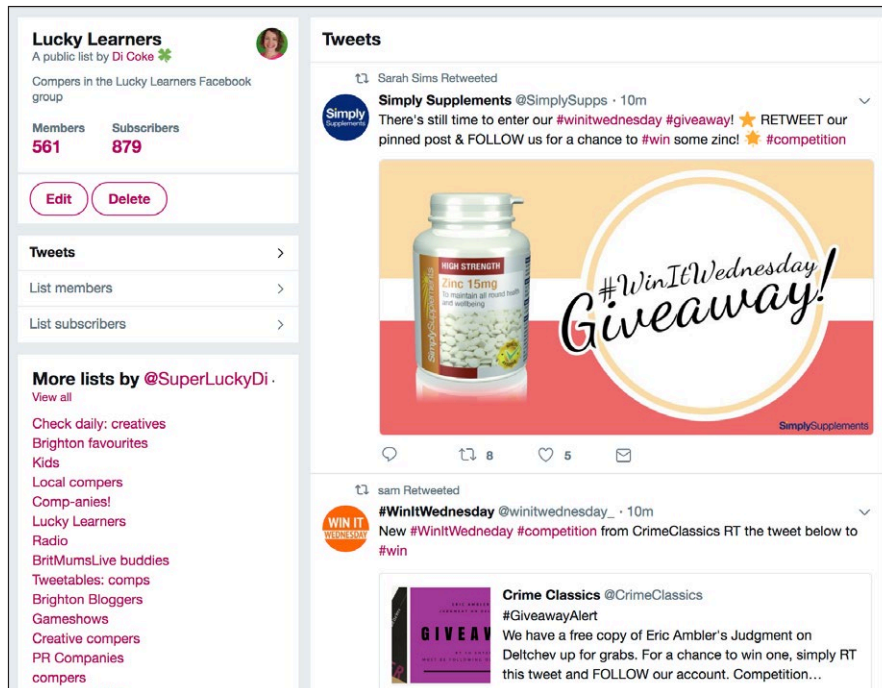 Lucky Learners
A public list by Di Coke 🍀
Compers in the Lucky Learners Facebook
group
Members Subscribers
561 879
Edit Delete
Tweets
List members
List subscribers
More lists by @SuperLuckyDi ·
View all
Check daily: creatives
Brighton favourites
Kids
Local compers
Comp-anies!
Lucky Learners
Radio
BritMumsLive buddies
Tweetables: comps
Brighton Bloggers
Gameshows
Creative compers
PR Companies
compers
Tweets
Sarah Sims Retweeted
Simply
Supplements
Simply Supplements @SimplySupps · 10m
There's still time to enter our #winitwednesday #giveaway! ⭐ RETWEET our
pinned post & FOLLOW us for a chance to #win some zinc! 🌟 #competition
SimplySupplements
HIGH STRENGTH
Zinc 15mg
To maintain all round health
and wellbeing
#WinItWednesday
Giveaway!
SimplySupplements
8 5
sam Retweeted
WIN IT
WEDNESDAY
#WinItWednesday @winitwednesday_ · 10m
New #WinItWedneday #competition from CrimeClassics RT the tweet below to
#win
ERIC AMBLER
GIVEAW
Crime Classics @CrimeClassics
#GiveawayAlert
We have a free copy of Eric Ambler's Judgment on
Deltchev up for grabs. For a chance to win one, simply RT
this tweet and FOLLOW our account. Competition…